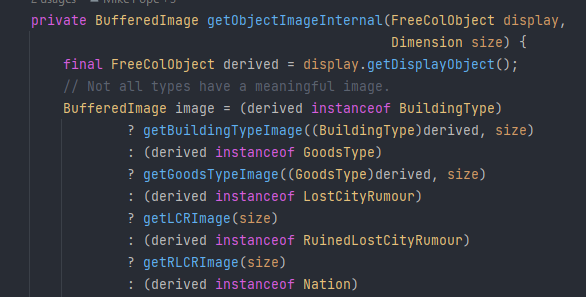 2 usages Mike Pope +3
private BufferedImage getObjectImageInternal(FreeColObject display,
Dimension size) {
final FreeColObject derived = display.getDisplayObject();
// Not all types have a meaningful image.
BufferedImage image = (derived instanceof BuildingType)
? getBuildingTypeImage((BuildingType)derived, size)
: (derived instanceof GoodsType)
? getGoodsTypeImage((GoodsType)derived, size)
: (derived instanceof LostCityRumour)
? getLCRImage(size)
: (derived instanceof RuinedLostCityRumour)
? getRLCRImage(size)
: (derived instanceof Nation)